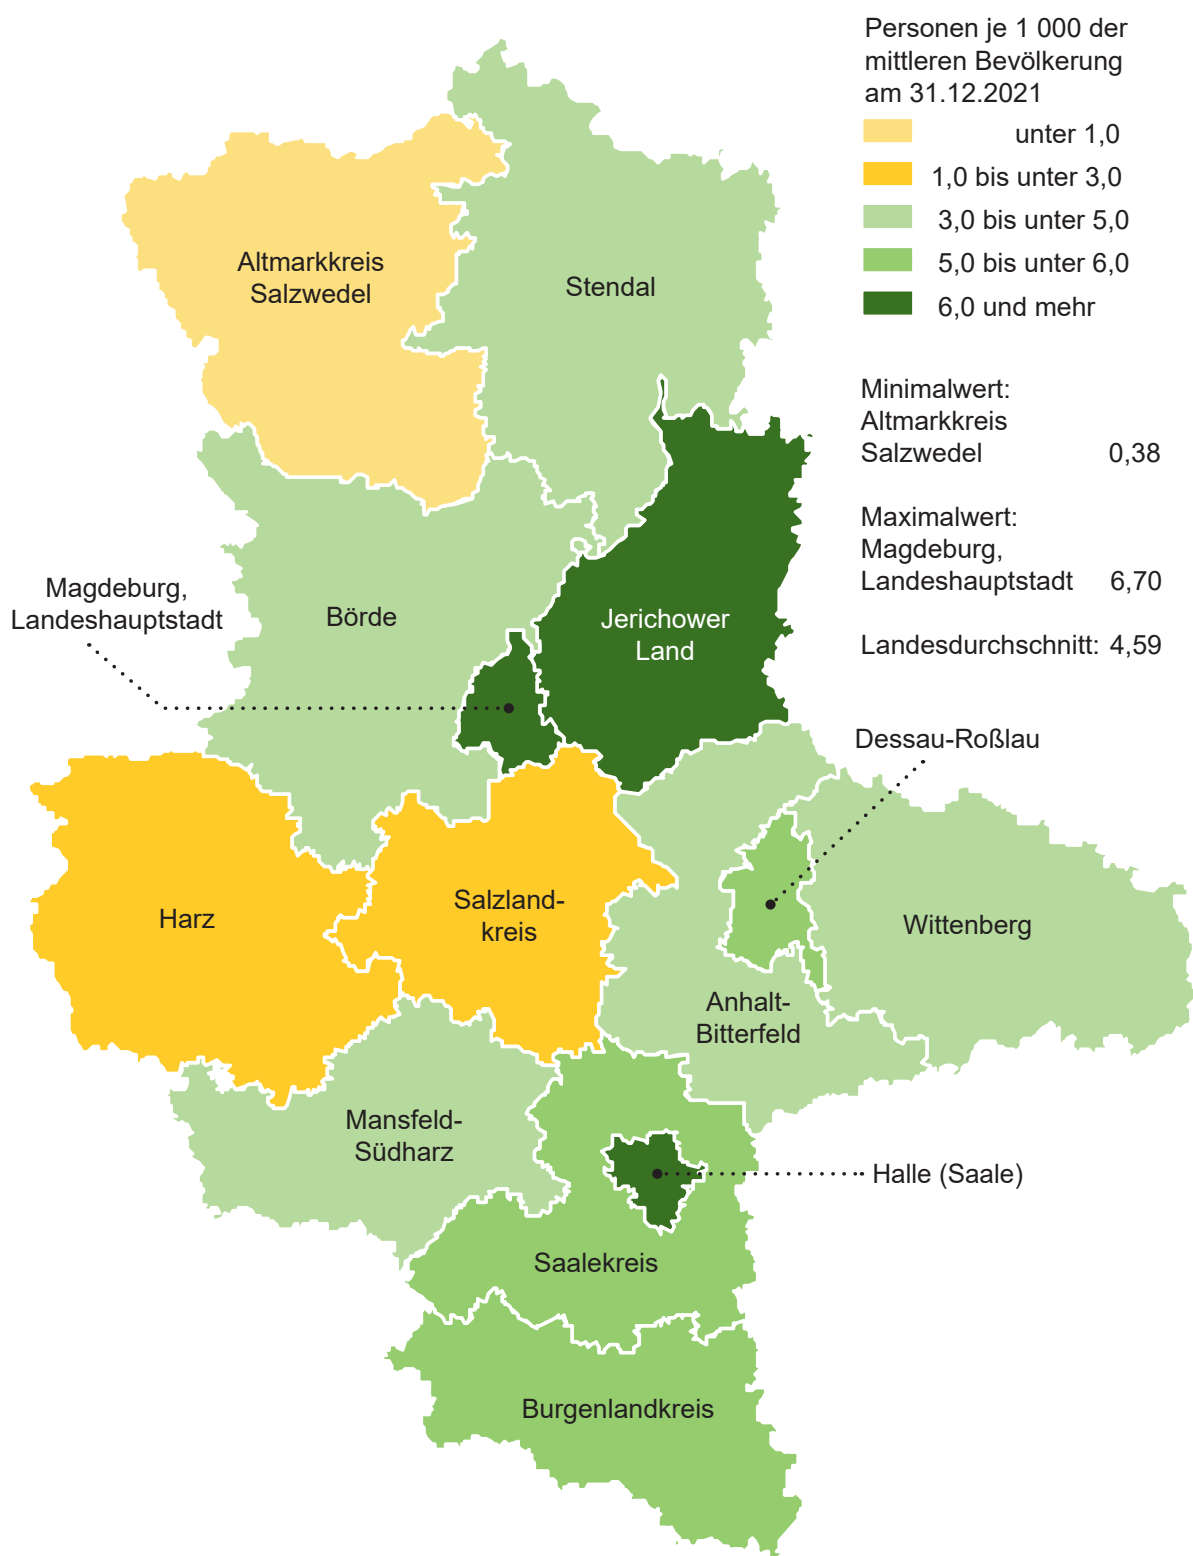 Personen je 1 000 der
mittleren Bevölkerung
am 31.12.2021
unter 1,0
1,0 bis unter 3,0
3,0 bis unter 5,0
5,0 bis unter 6,0
6,0 und mehr
Minimalwert:
Altmarkkreis
Salzwedel 0,38
Maximalwert:
Magdeburg,
Landeshauptstadt 6,70
Landesdurchschnitt: 4,59
Altmarkkreis
Salzwedel
Stendal
Magdeburg,
Landeshauptstadt
Börde
Jerichower
Land
Dessau-Roßlau
Harz
Salzland-
kreis
Wittenberg
Anhalt-
Bitterfeld
Mansfeld-
Südharz
Halle (Saale)
Saalekreis
Burgenlandkreis